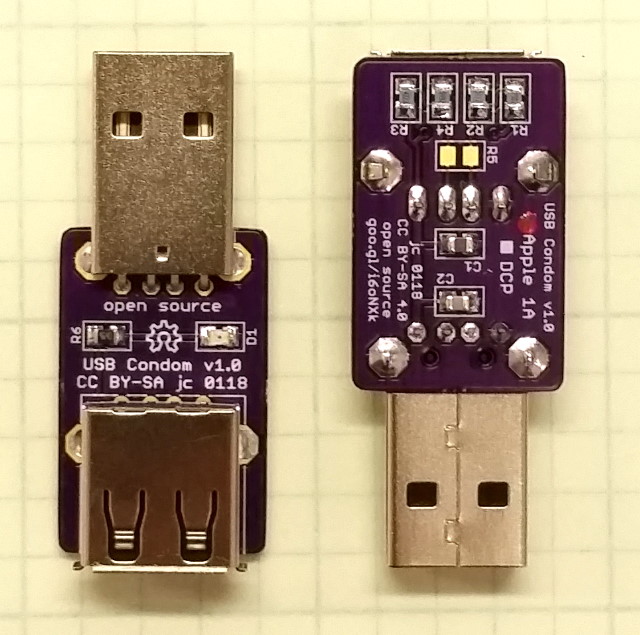 open source
R6
D1
USB Condom v1.0
CC BY-SA jc 0118
R3
R4
R2
R1
R5
USB Condom v1.0
Apple 1A
DCP
C1
C2
jc 0118
CC BY-SA 4.0
open source
goo.gl/i6oNXk